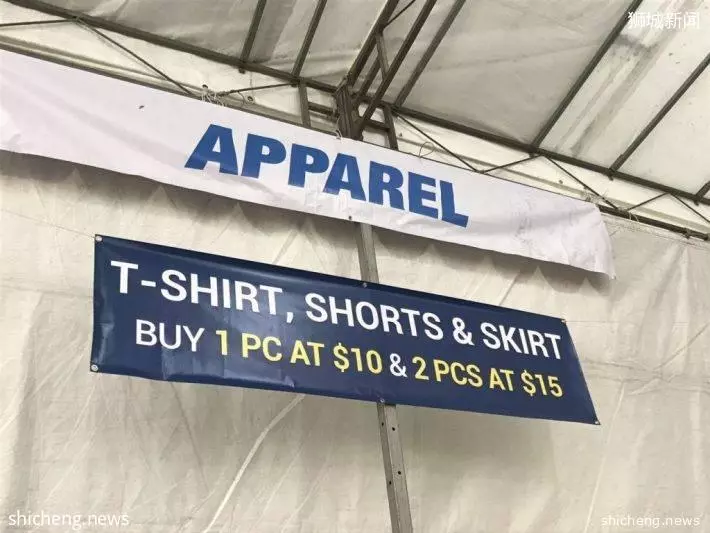 狮城新闻
APPAREL
T-SHIRT, SHORTS & SKIRT
BUY 1 PC AT $10 & 2 PCS AT $15
shicheng.news
shicheng.news